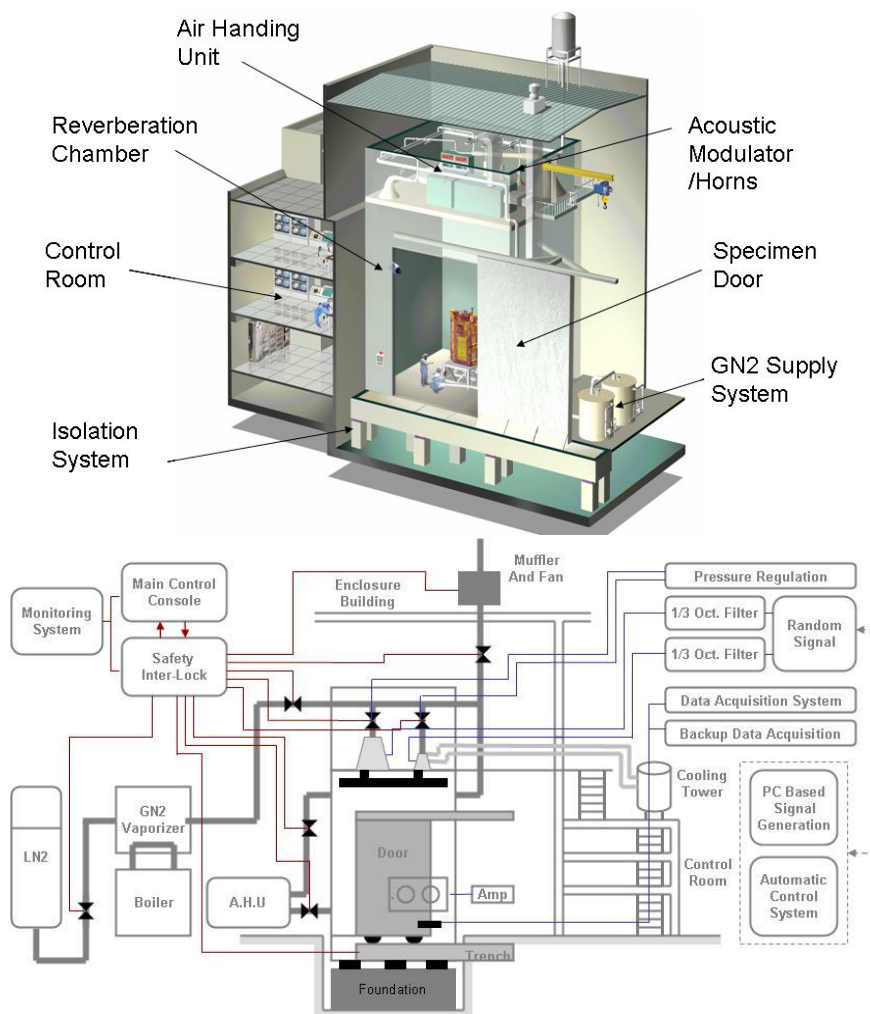 Air Handing
Unit
Reverberation
Chamber
Acoustic
Modulator
/Horns
Control
Room
Specimen
Door
GN2 Supply
System
Isolation
System
Muffler
And Fan
Enclosure
Building
Main Control
Console
Monitoring
System
Safety
Inter-Lock
Pressure Regulation
1/3 Oct. Filter
Random
Signal
1/3 Oct. Filter
Data Acquisition System
Backup Data Acquisition
Cooling
Tower
PC Based
Signal
Generation
GN2
Vaporizer
LN2
Door
Control
Room
Boiler
A.H.U
Amp
Automatic
Control
System
Trench
Foundation